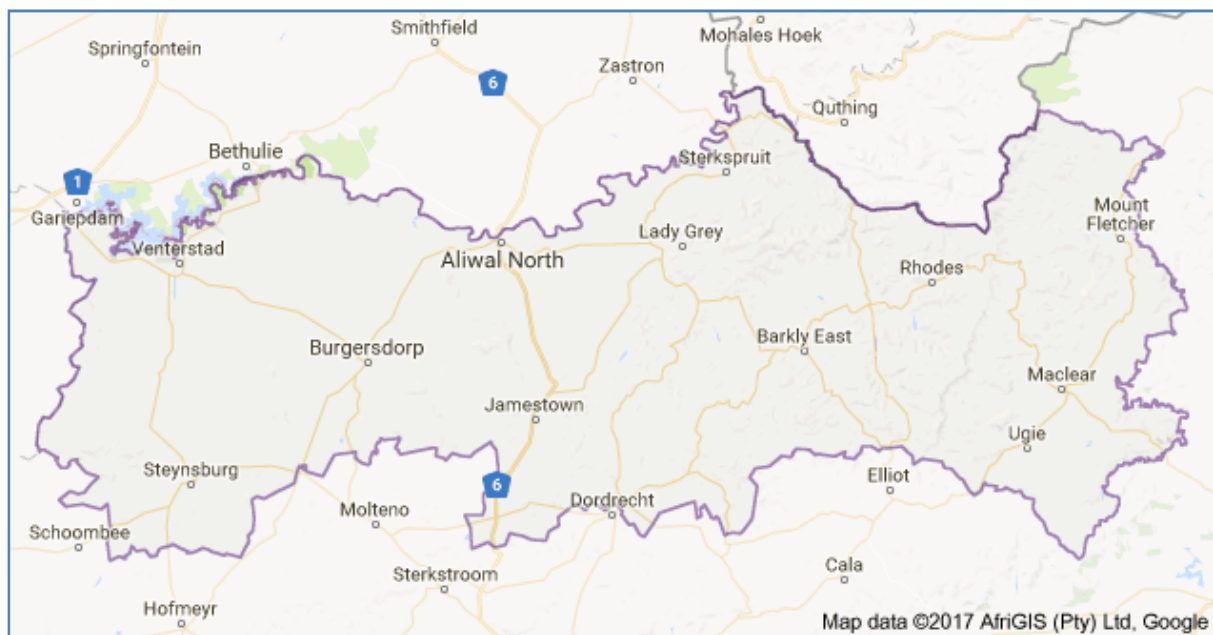 Smithfield
Mohales Hoek
Springfontein
Zastron
6
Quthing
Bethulie
Sterkspruit
1
Gariepdam
Mount
Fletcher
Venterstad
Lady Grey
Aliwal North
Rhodes
Barkly East
Burgersdorp
Maclear
Jamestown
Ugie
Steynsburg
Elliot
6
Dordrecht
Molteno
Schoombee
Cala
Sterkstroom
Hofmeyr
Map data ©2017 AfriGIS (Pty) Ltd, Google